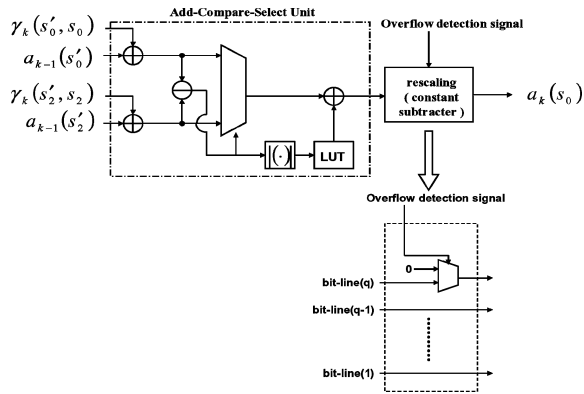 Add-Compare-Select Unit
Overflow detection signal
γₖ(s′₀, s₀)
aₖ₋₁(s′₀)
γₖ(s′₂, s₂)
aₖ₋₁(s′₂)
|(·)|
LUT
rescaling
( constant
subtracter )
aₖ(s₀)
Overflow detection signal
0
bit-line(q)
bit-line(q-1)
bit-line(1)